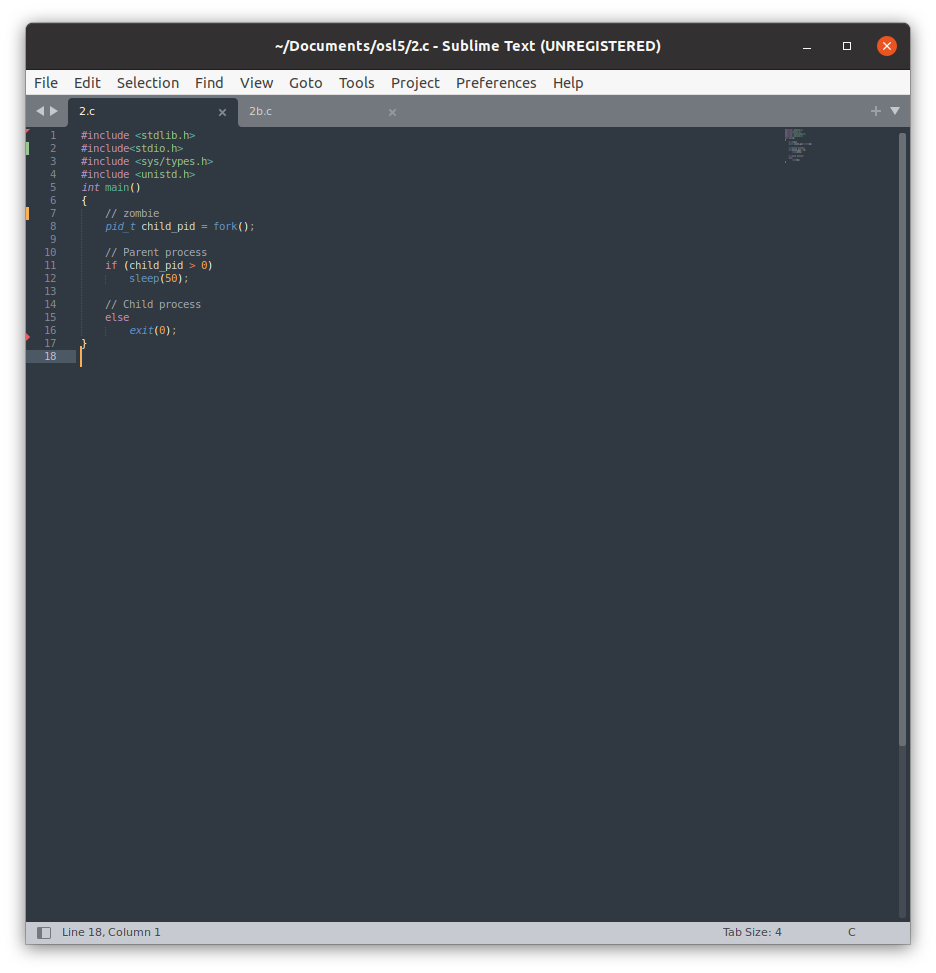 ~/Documents/osl5/2.c - Sublime Text (UNREGISTERED)
File Edit Selection Find View Goto Tools Project Preferences Help
2.c 2b.c
1 #include <stdlib.h>
2 #include<stdio.h>
3 #include <sys/types.h>
4 #include <unistd.h>
5 int main()
6 {
7 // zombie
8 pid_t child_pid = fork();
9
10 // Parent process
11 if (child_pid > 0)
12 sleep(50);
13
14 // Child process
15 else
16 exit(0);
17 }
18
Line 18, Column 1 Tab Size: 4 C